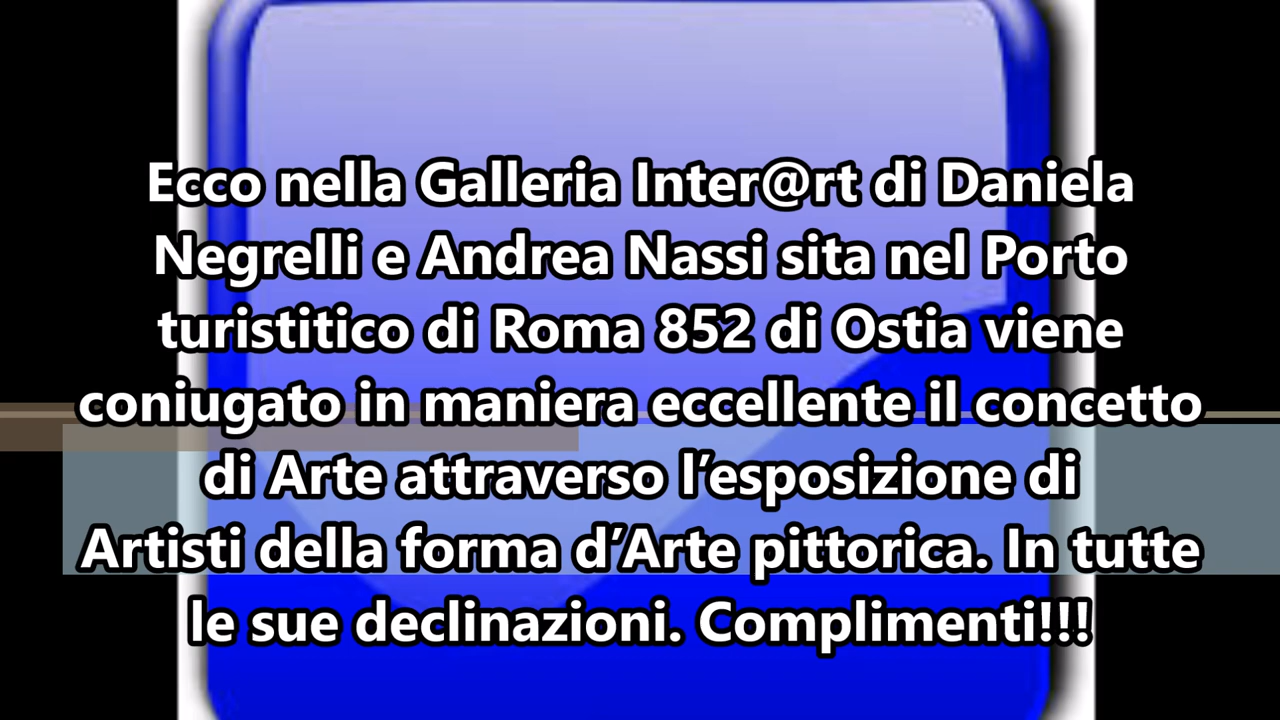 Ecco nella Galleria Inter@rt di Daniela
Negrelli e Andrea Nassi sita nel Porto
turistitico di Roma 852 di Ostia viene
coniugato in maniera eccellente il concetto
di Arte attraverso l’esposizione di
Artisti della forma d’Arte pittorica. In tutte
le sue declinazioni. Complimenti!!!